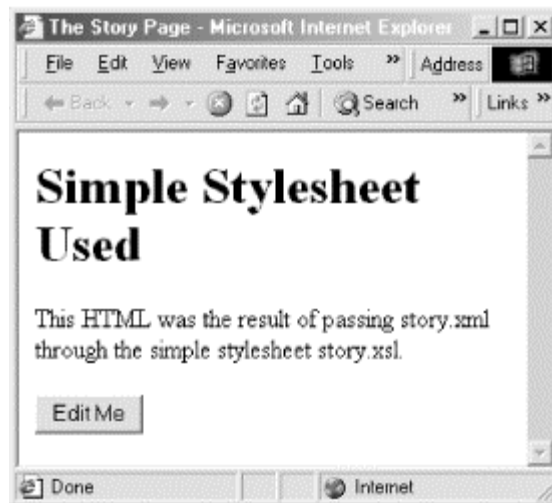 The Story Page - Microsoft Internet Explorer
File Edit View Favorites Tools » Address
Back Search » Links »
Simple Stylesheet
Used
This HTML was the result of passing story.xml
through the simple stylesheet story.xsl.
Edit Me
Done Internet